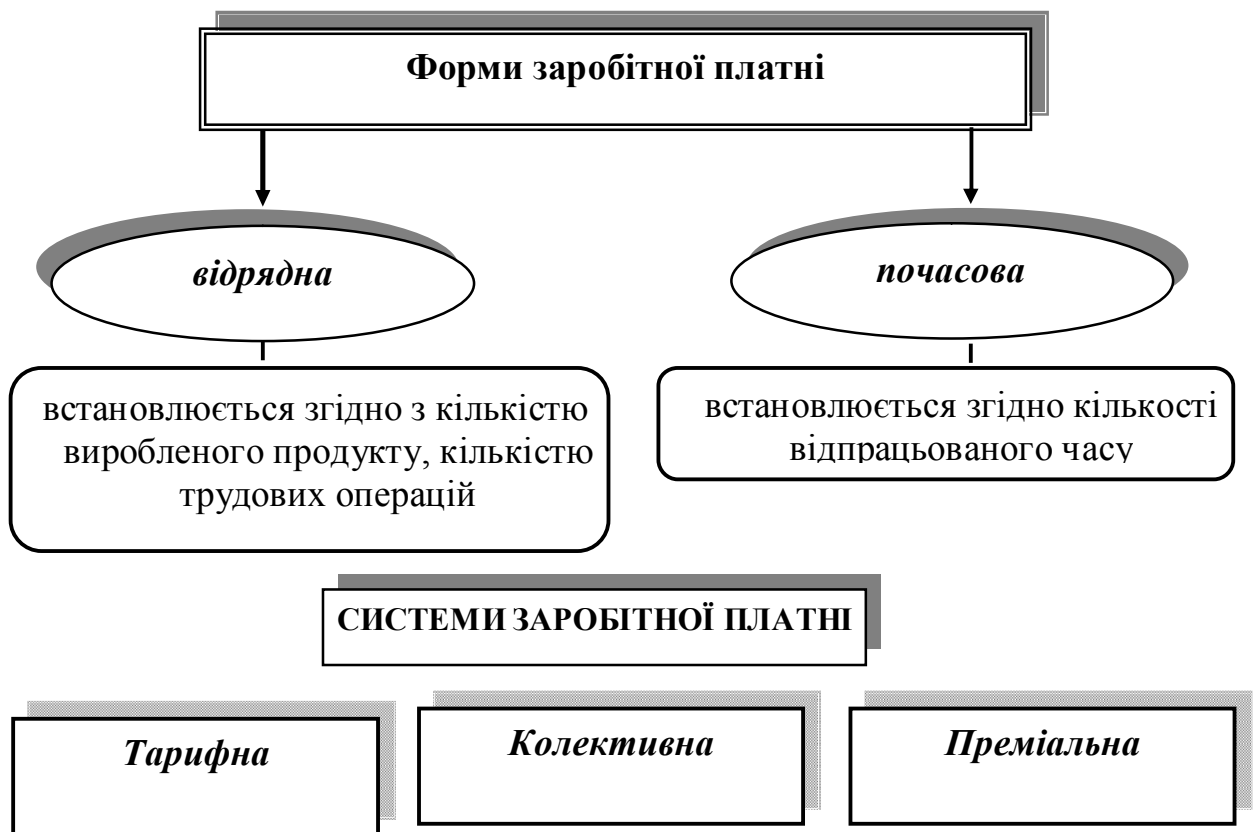 Форми заробітної платні
відрядна
почасова
встановлюється згідно з кількістю
виробленого продукту, кількістю
трудових операцій
встановлюється згідно кількості
відпрацьованого часу
СИСТЕМИ ЗАРОБІТНОЇ ПЛАТНІ
Тарифна
Колективна
Преміальна